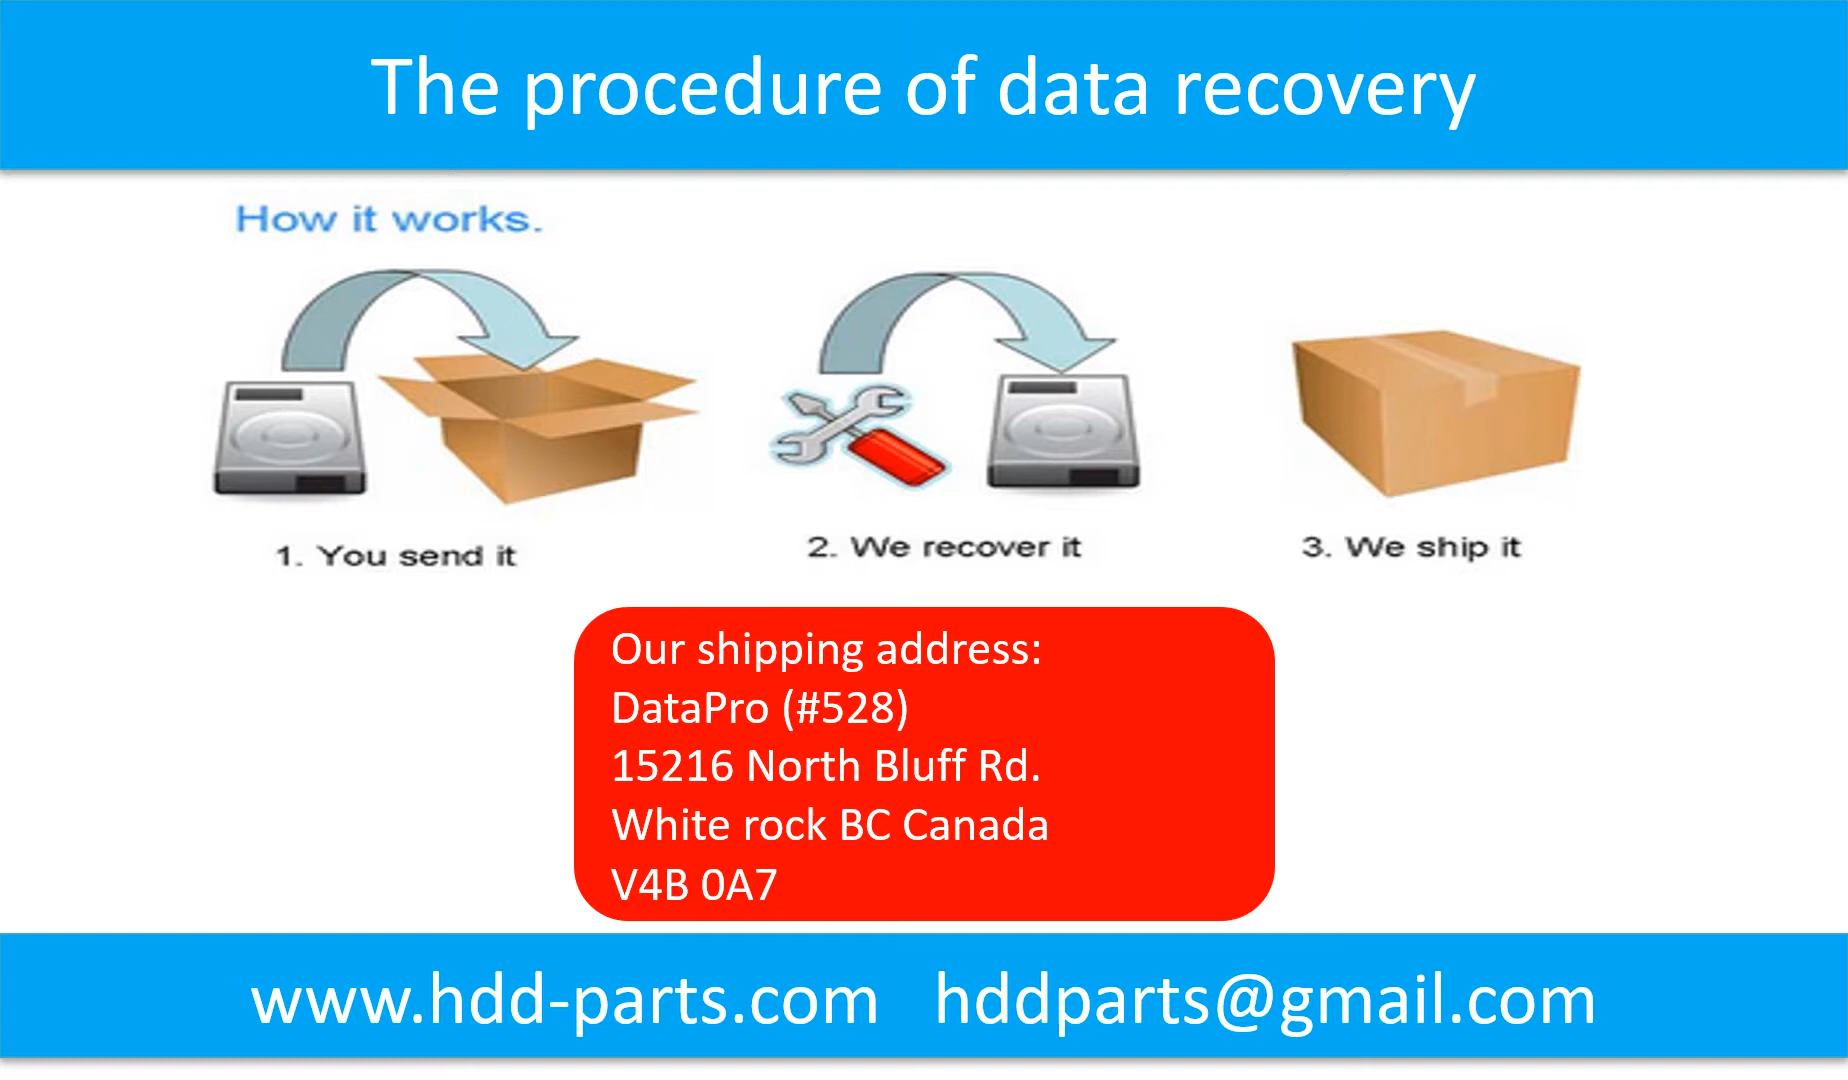 The procedure of data recovery
How it works.
1. You send it
2. We recover it
3. We ship it
Our shipping address:
DataPro (#528)
15216 North Bluff Rd.
White rock BC Canada
V4B 0A7
www.hdd-parts.com hddparts@gmail.com